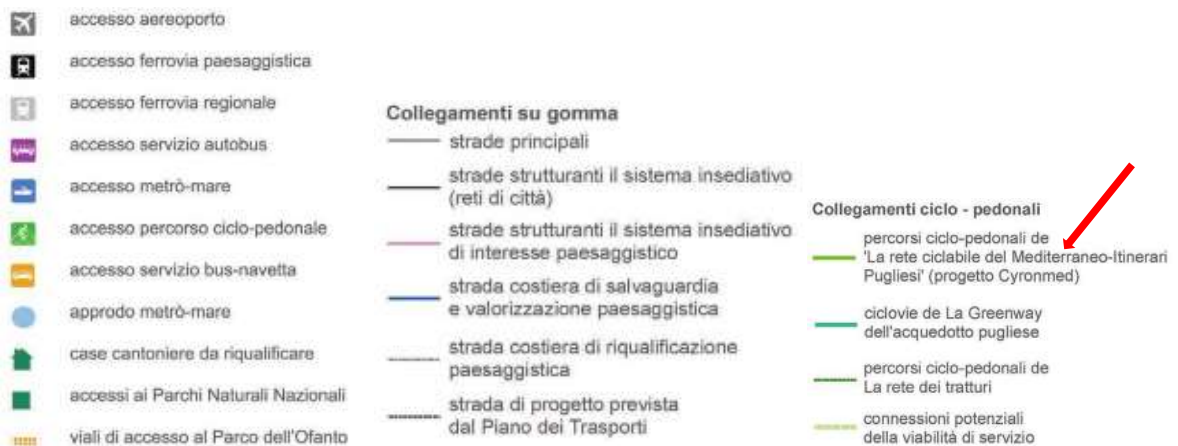 accesso aereoporto
accesso ferrovia paesaggistica
accesso ferrovia regionale
accesso servizio autobus
accesso metrò-mare
accesso percorso ciclo-pedonale
accesso servizio bus-navetta
approdo metrò-mare
case cantoniere da riqualificare
accessi ai Parchi Naturali Nazionali
viali di accesso al Parco dell'Ofanto
Collegamenti su gomma
strade principali
strade strutturanti il sistema insediativo
(reti di città)
strade strutturanti il sistema insediativo
di interesse paesaggistico
strada costiera di salvaguardia
e valorizzazione paesaggistica
strada costiera di riqualificazione
paesaggistica
strada di progetto prevista
dal Piano dei Trasporti
Collegamenti ciclo - pedonali
percorsi ciclo-pedonali de
'La rete ciclabile del Mediterraneo-Itinerari
Pugliesi' (progetto Cyronmed)
ciclovie de La Greenway
dell'acquedotto pugliese
percorsi ciclo-pedonali de
La rete dei tratturi
connessioni potenziali
della viabilità di servizio